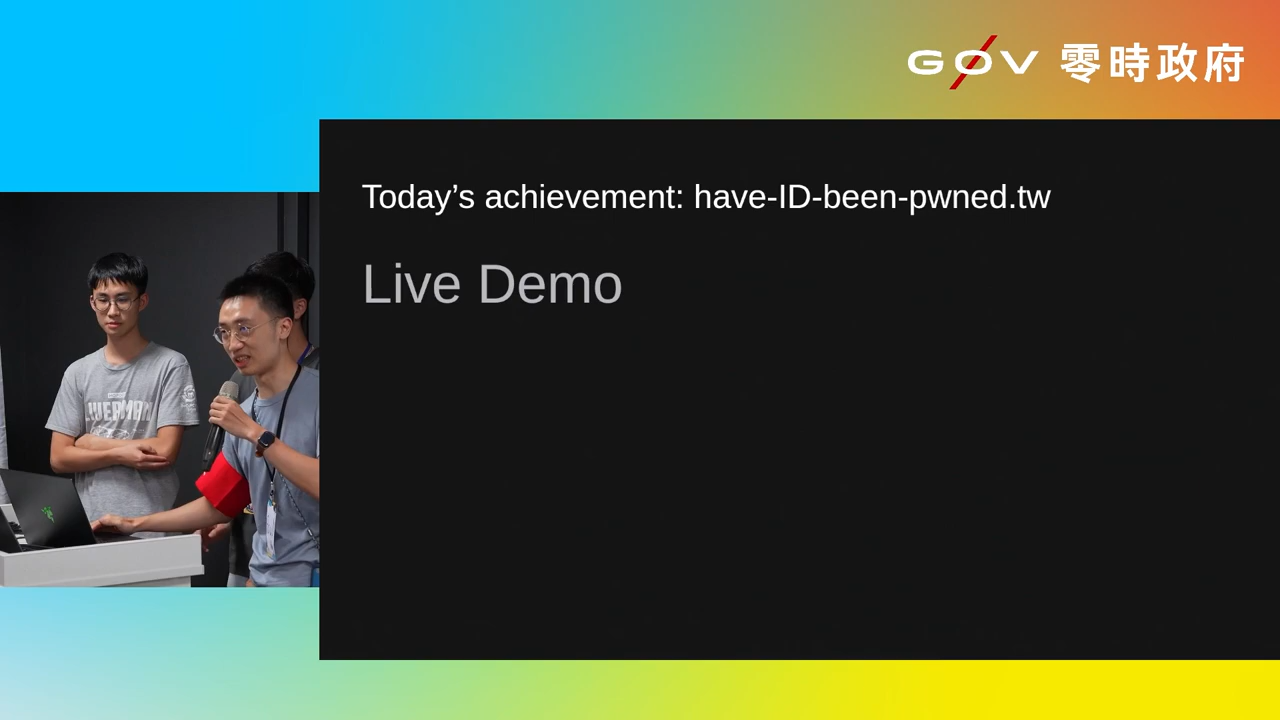 GOV 零時政府
Today’s achievement: have-ID-been-pwned.tw
Live Demo